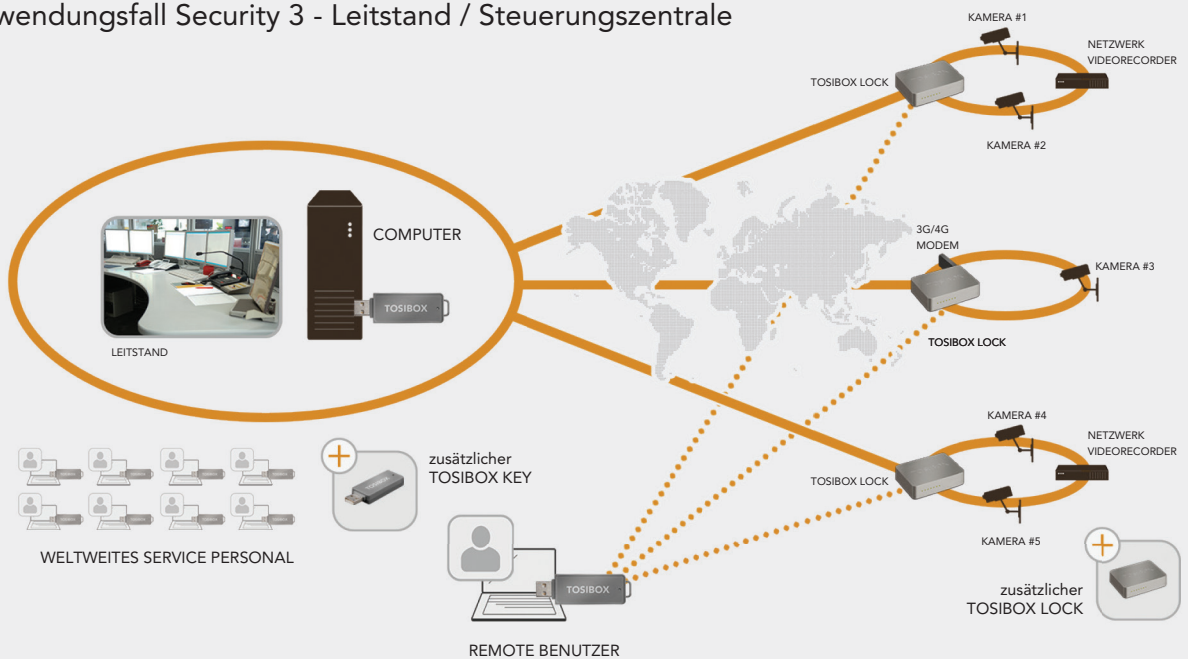 wendungsfall Security 3 - Leitstand / Steuerungszentrale
KAMERA #1
NETZWERK
VIDEORECORDER
TOSIBOX LOCK
KAMERA #2
COMPUTER
TOSIBOX
LEITSTAND
3G/4G
MODEM
KAMERA #3
TOSIBOX LOCK
KAMERA #4
NETZWERK
VIDEORECORDER
TOSIBOX LOCK
KAMERA #5
zusätzlicher
TOSIBOX KEY
TOSIBOX
WELTWEITES SERVICE PERSONAL
TOSIBOX
REMOTE BENUTZER
zusätzlicher
TOSIBOX LOCK